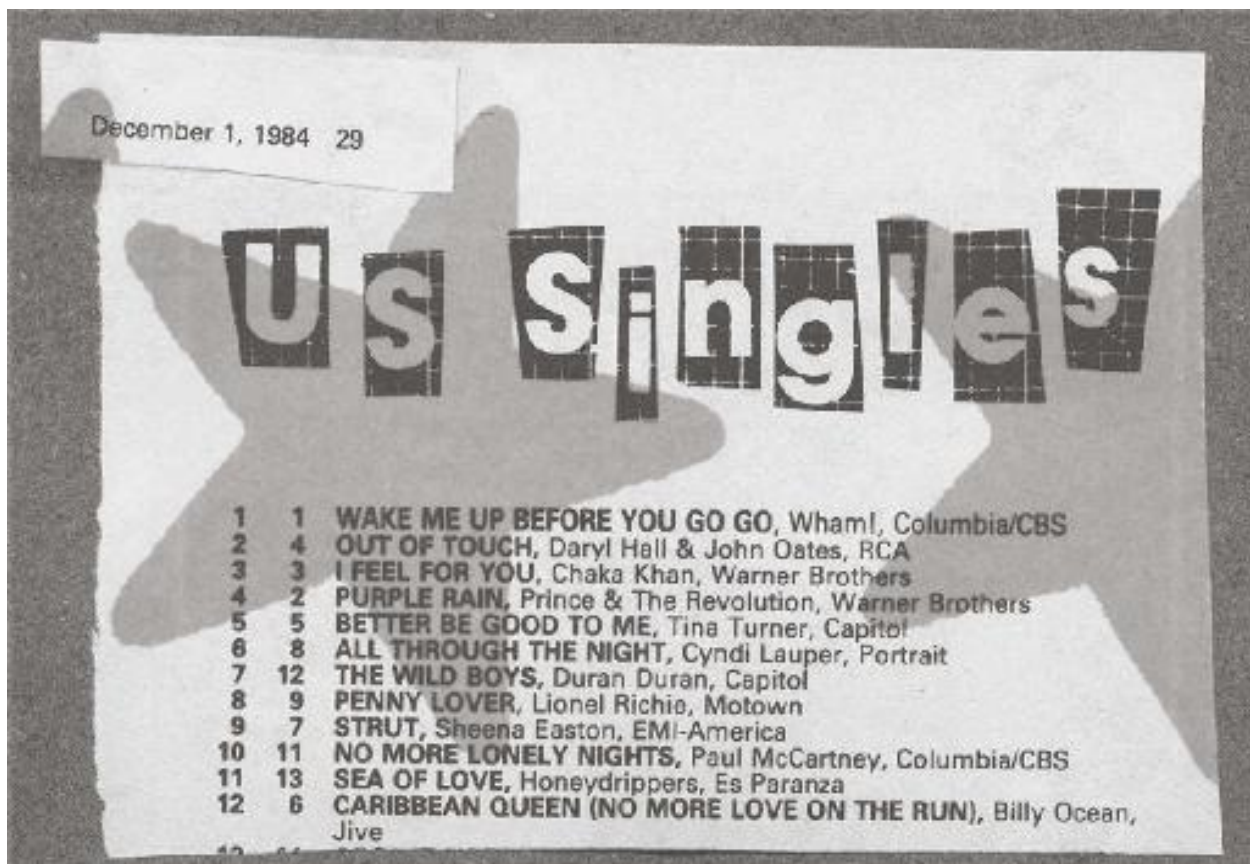 December 1, 1984 29
US Singles
1 1 WAKE ME UP BEFORE YOU GO GO, Wham!, Columbia/CBS
2 4 OUT OF TOUCH, Daryl Hall & John Oates, RCA
3 3 I FEEL FOR YOU, Chaka Khan, Warner Brothers
4 2 PURPLE RAIN, Prince & The Revolution, Warner Brothers
5 5 BETTER BE GOOD TO ME, Tina Turner, Capitol
6 8 ALL THROUGH THE NIGHT, Cyndi Lauper, Portrait
7 12 THE WILD BOYS, Duran Duran, Capitol
8 9 PENNY LOVER, Lionel Richie, Motown
9 7 STRUT, Sheena Easton, EMI-America
10 11 NO MORE LONELY NIGHTS, Paul McCartney, Columbia/CBS
11 13 SEA OF LOVE, Honeydrippers, Es Paranza
12 6 CARIBBEAN QUEEN (NO MORE LOVE ON THE RUN), Billy Ocean,
Jive